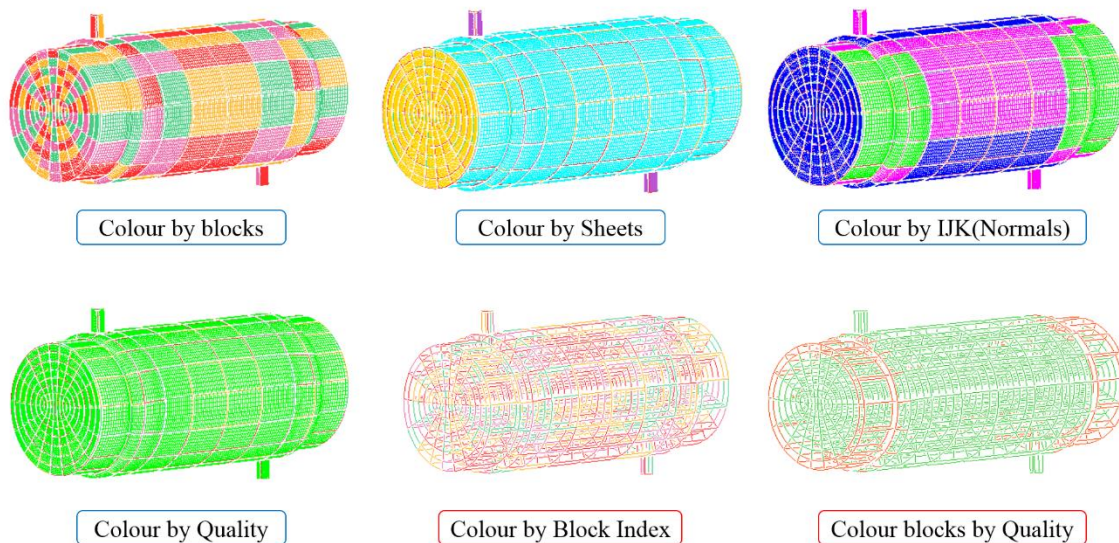 Colour by blocks
Colour by Sheets
Colour by IJK(Normals)
Colour by Quality
Colour by Block Index
Colour blocks by Quality